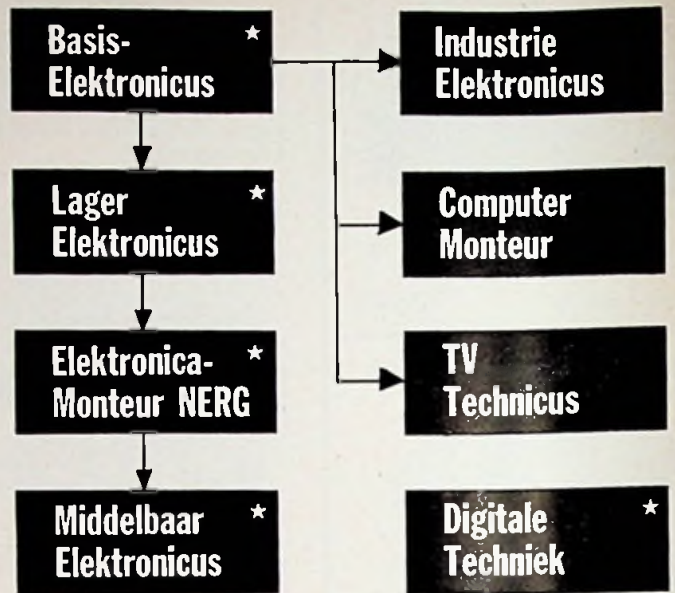 Basis-
Elektronicus
Lager
Elektronicus
Elektronica-
Monteur NERG
Middelbaar
Elektronicus
Industrie
Elektronicus
Computer
Monteur
TV
Technicus
Digitale
Techniek